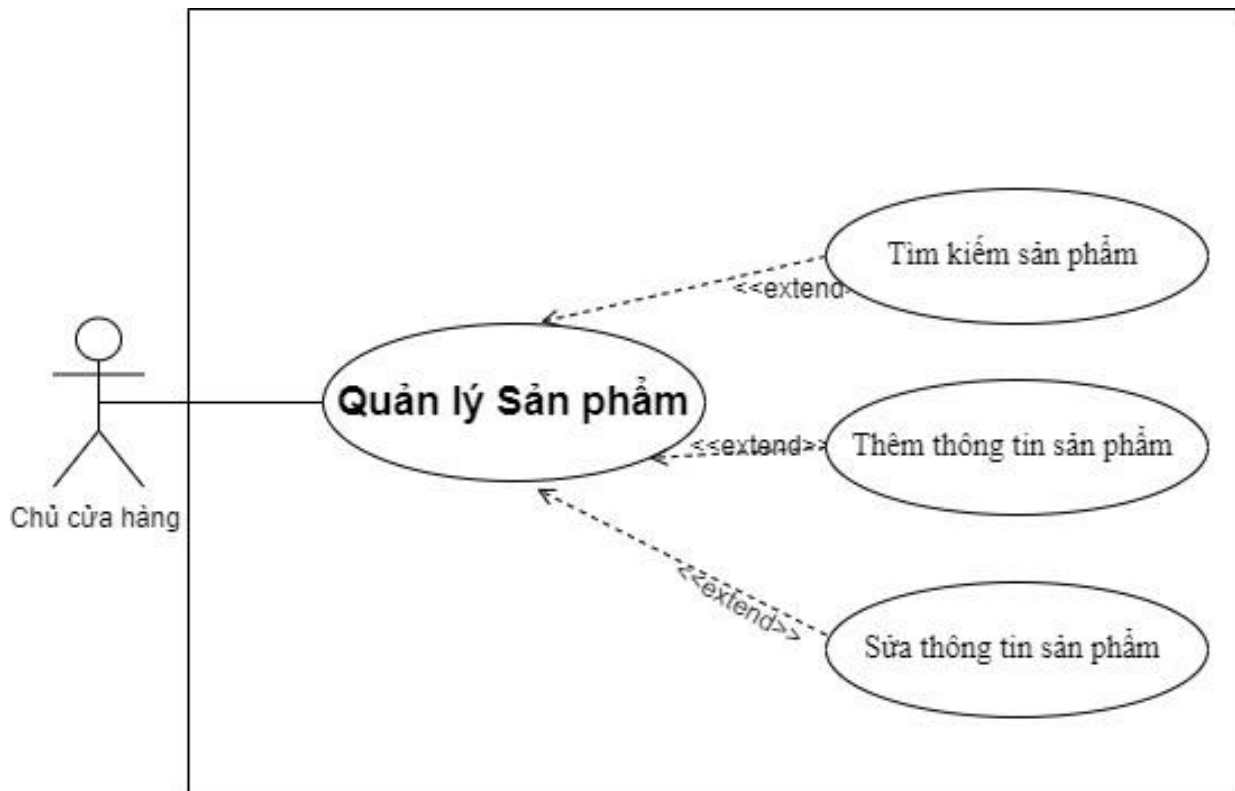 Tìm kiếm sản phẩm
<<extend
Quản lý Sản phẩm
<<extend>>
Thêm thông tin sản phẩm
Chủ cửa hàng
<<extend>>
Sửa thông tin sản phẩm